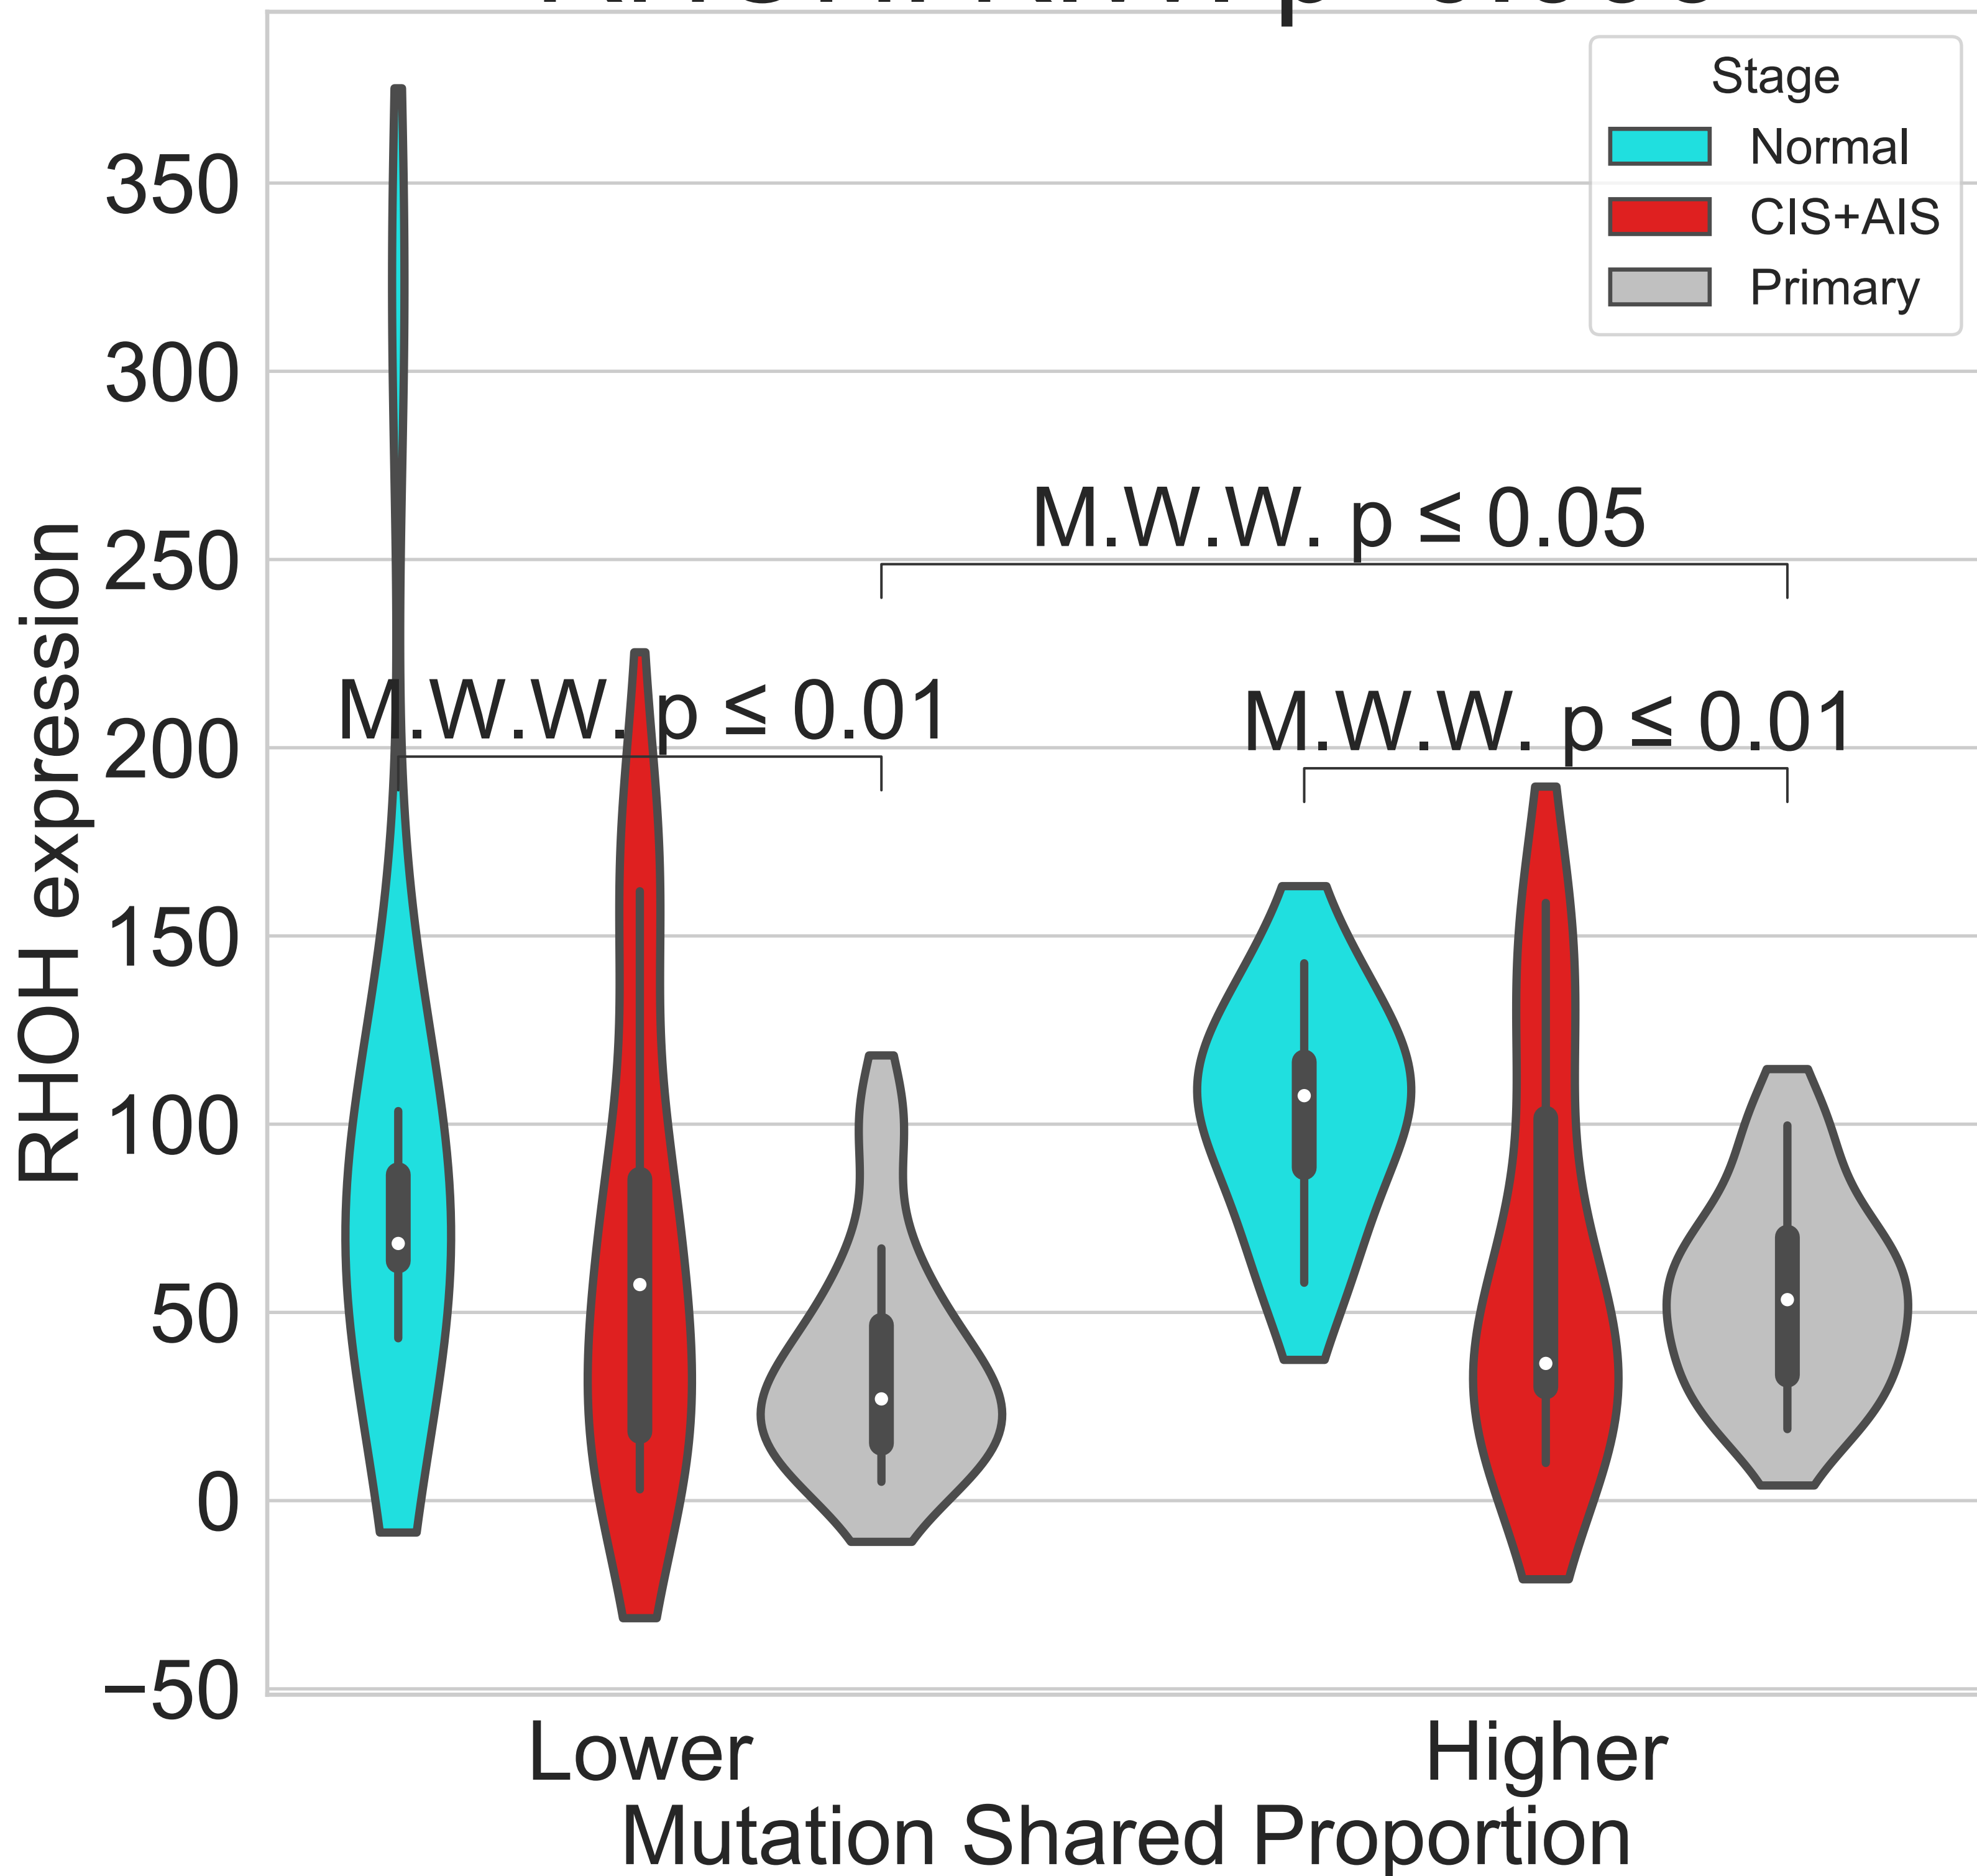 Stage
Normal
CIS+AIS
Primary
350
300
250
200
150
100
50
0
−50
RHOH expression
M.W.W. p ≤ 0.05
M.W.W. p ≤ 0.01
M.W.W. p ≤ 0.01
Lower
Higher
Mutation Shared Proportion